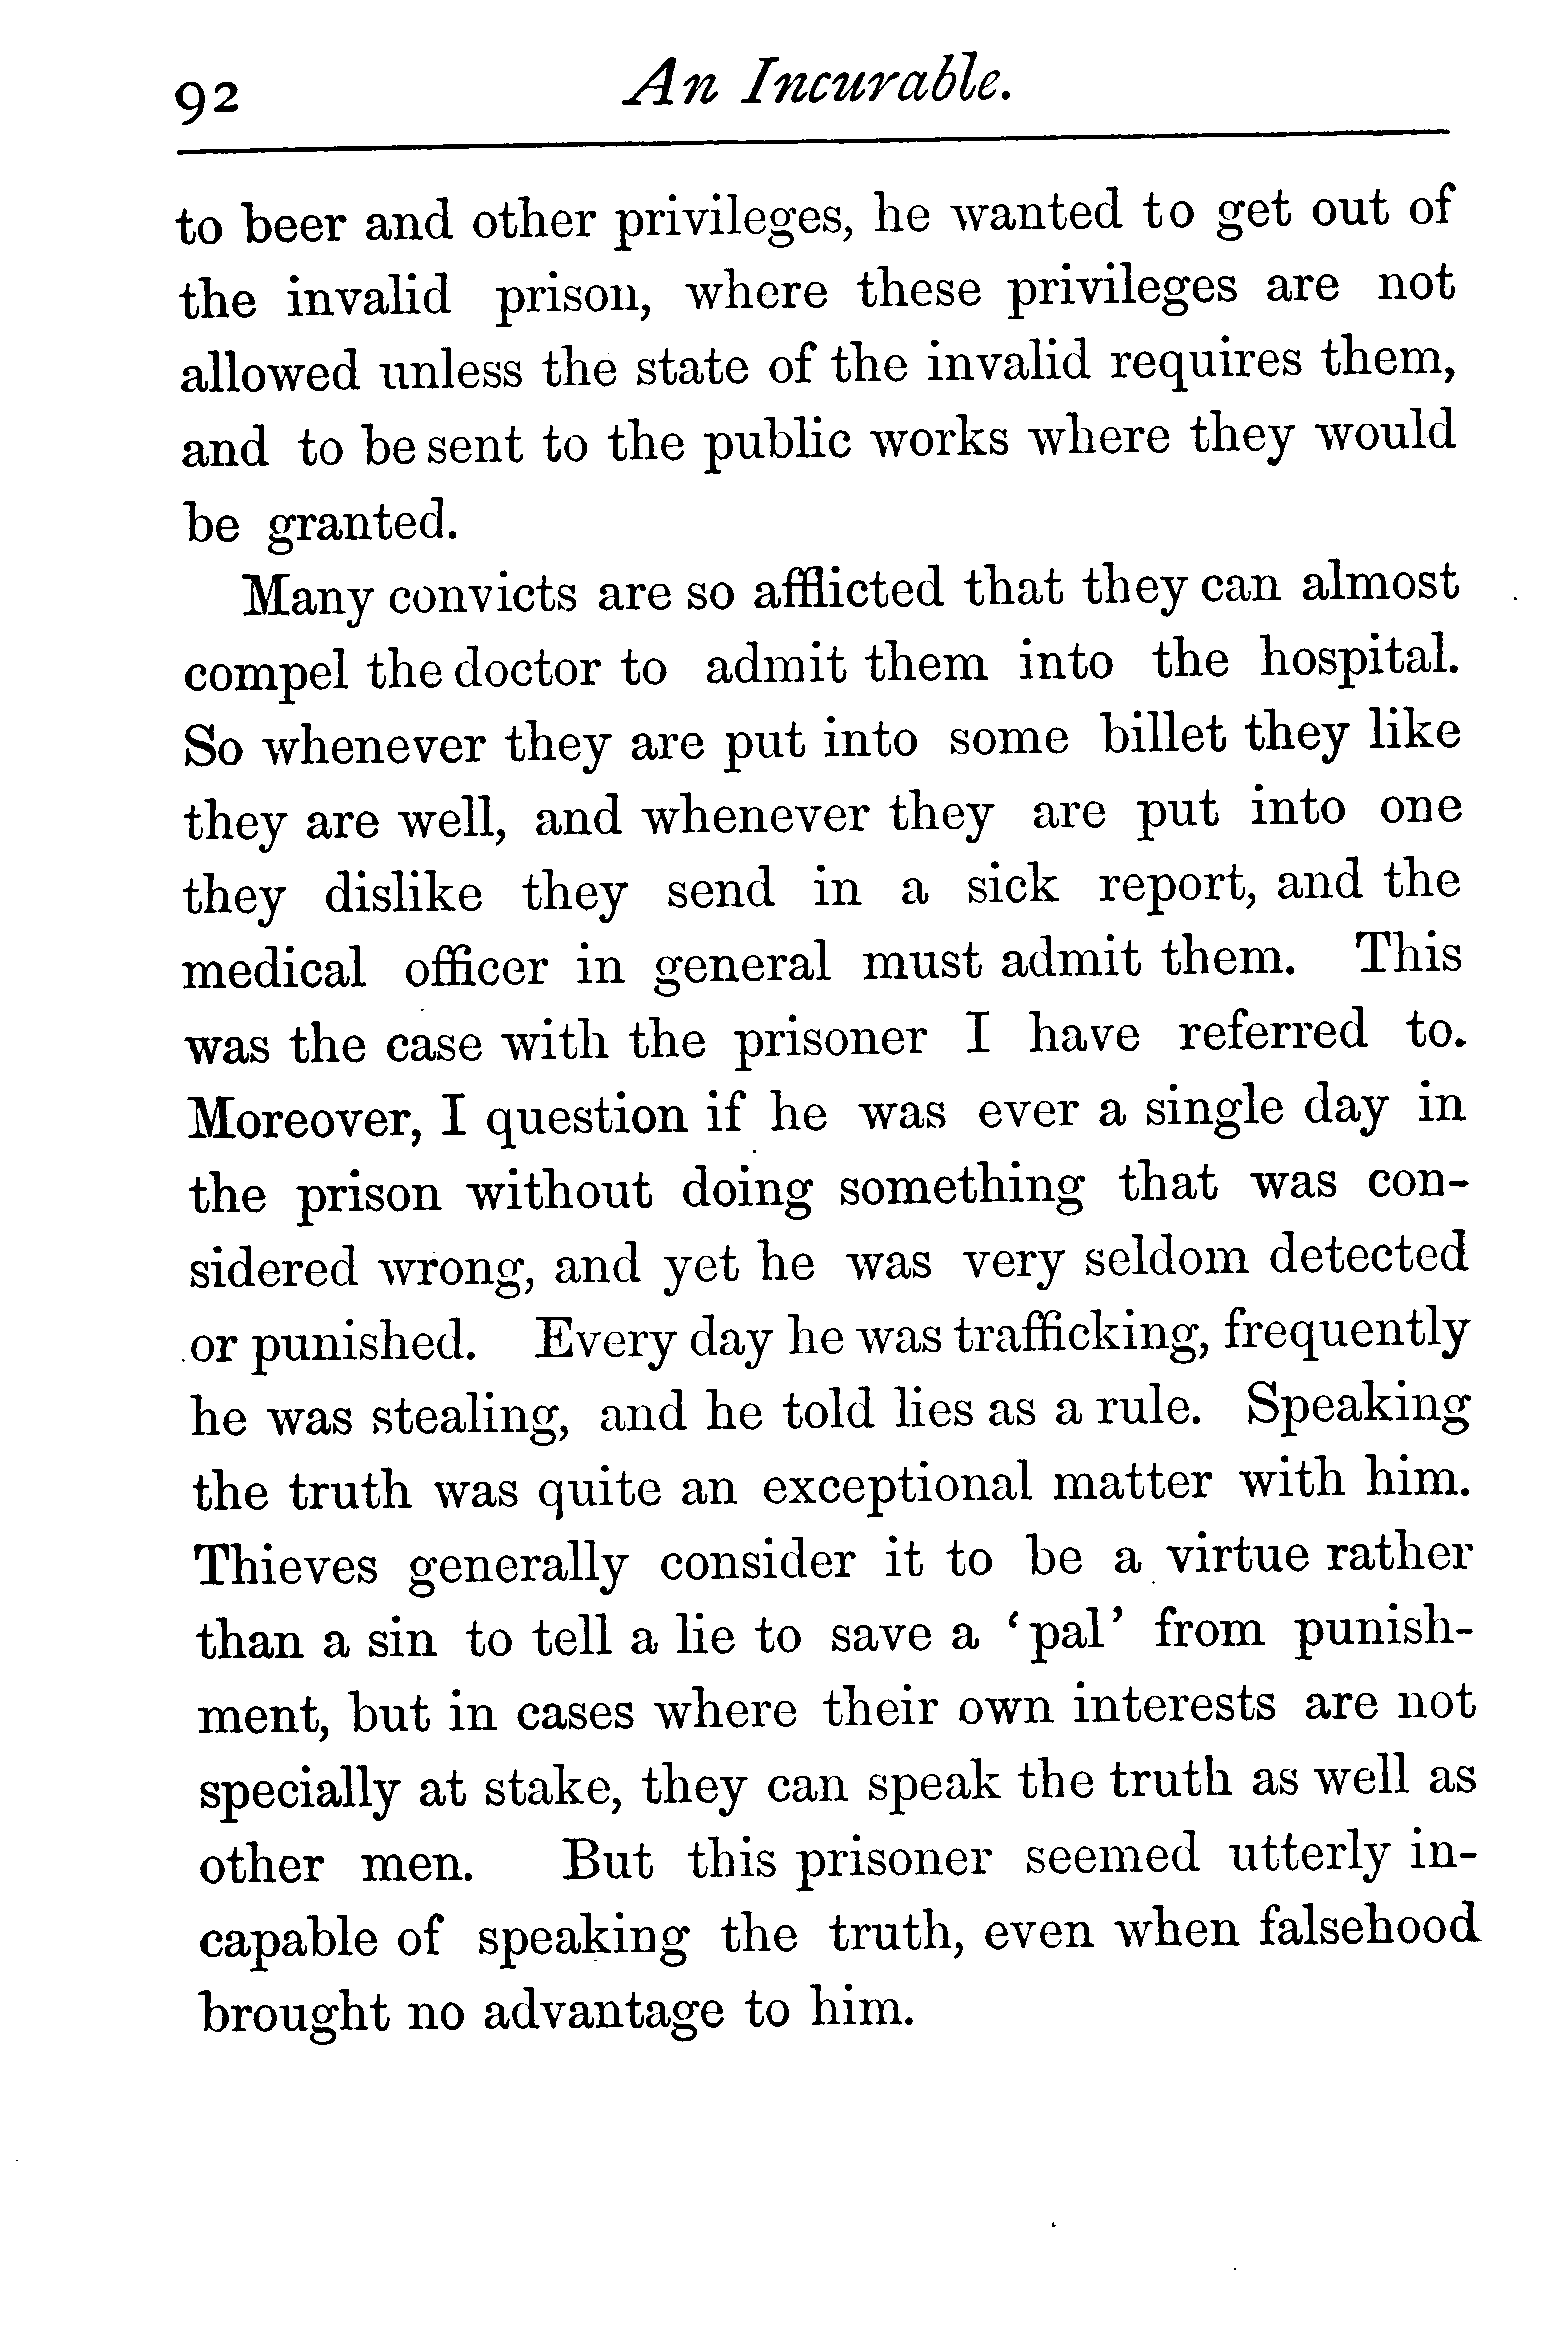 92
An Incurable.
to beer and other privileges, he wanted to get out of
the invalid prison, where these privileges are not
allowed unless the state of the invalid requires them,
and to be sent to the public works where they would
be granted.
Many convicts are so afflicted that they can almost
compel the doctor to admit them into the hospital.
So whenever they are put into some billet they like
they are well, and whenever they are put into one
they dislike they send in a sick report, and the
medical officer in general must admit them. This
was the case with the prisoner I have referred to.
Moreover, I question if he was ever a single day in
the prison without doing something that was con-
sidered wrong, and yet he was very seldom detected
or punished. Every day he was trafficking, frequently
he was stealing, and he told lies as a rule. Speaking
the truth was quite an exceptional matter with him.
Thieves generally consider it to be a virtue rather
than a sin to tell a lie to save a ‘pal’ from punish-
ment, but in cases where their own interests are not
specially at stake, they can speak the truth as well as
other men. But this prisoner seemed utterly in-
capable of speaking the truth, even when falsehood
brought no advantage to him.